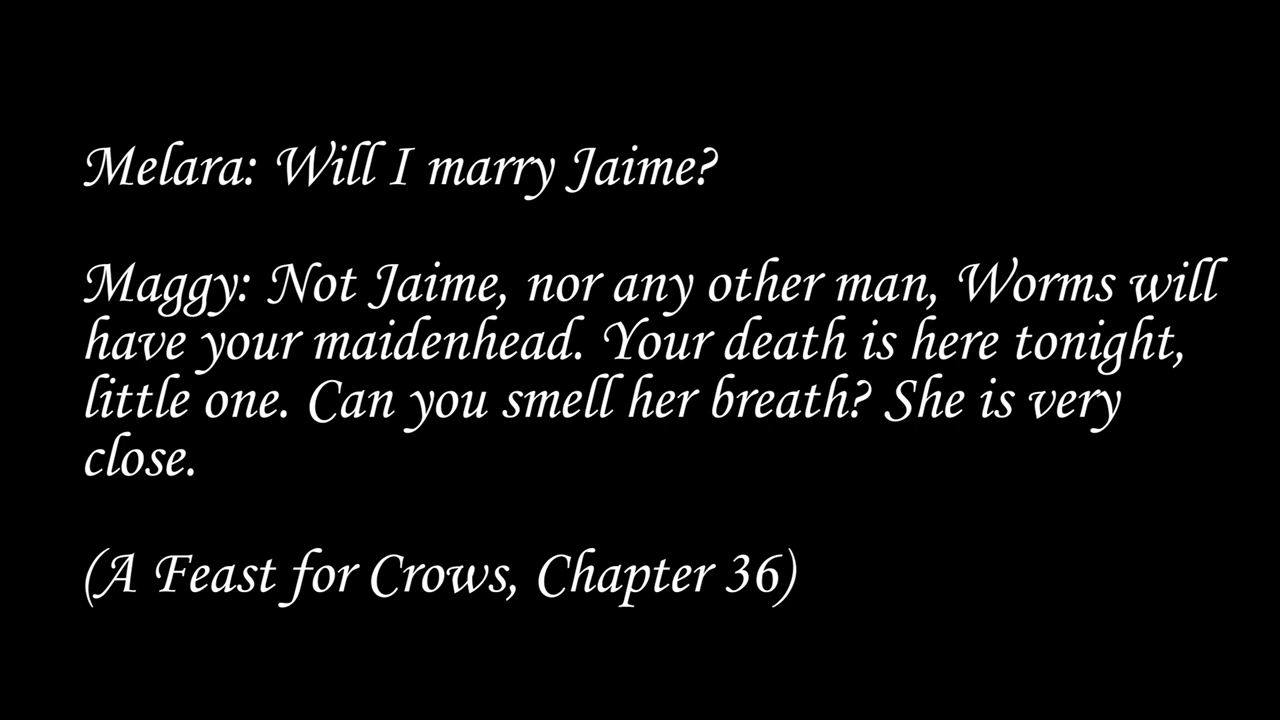 Melara: Will I marry Jaime?
Maggy: Not Jaime, nor any other man, Worms will
have your maidenhead. Your death is here tonight,
little one. Can you smell her breath? She is very
close.
(A Feast for Crows, Chapter 36)